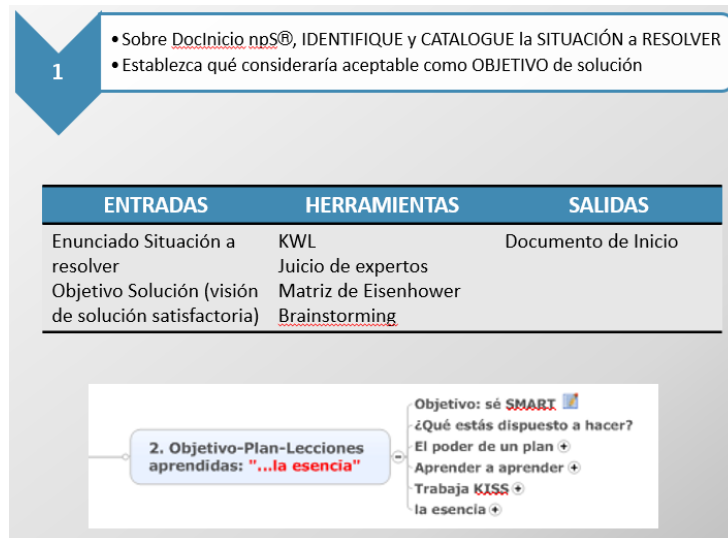 1
• Sobre DocInicio npS®, IDENTIFIQUE y CATALOGUE la SITUACIÓN a RESOLVER
• Establezca qué consideraría aceptable como OBJETIVO de solución
ENTRADAS HERRAMIENTAS SALIDAS
Enunciado Situación a
resolver
Objetivo Solución (visión
de solución satisfactoria)
KWL
Juicio de expertos
Matriz de Eisenhower
Brainstorming
Documento de Inicio
2. Objetivo-Plan-Lecciones
aprendidas: "...la esencia"
Objetivo: sé SMART
¿Qué estás dispuesto a hacer?
El poder de un plan
Aprender a aprender
Trabaja KISS
la esencia